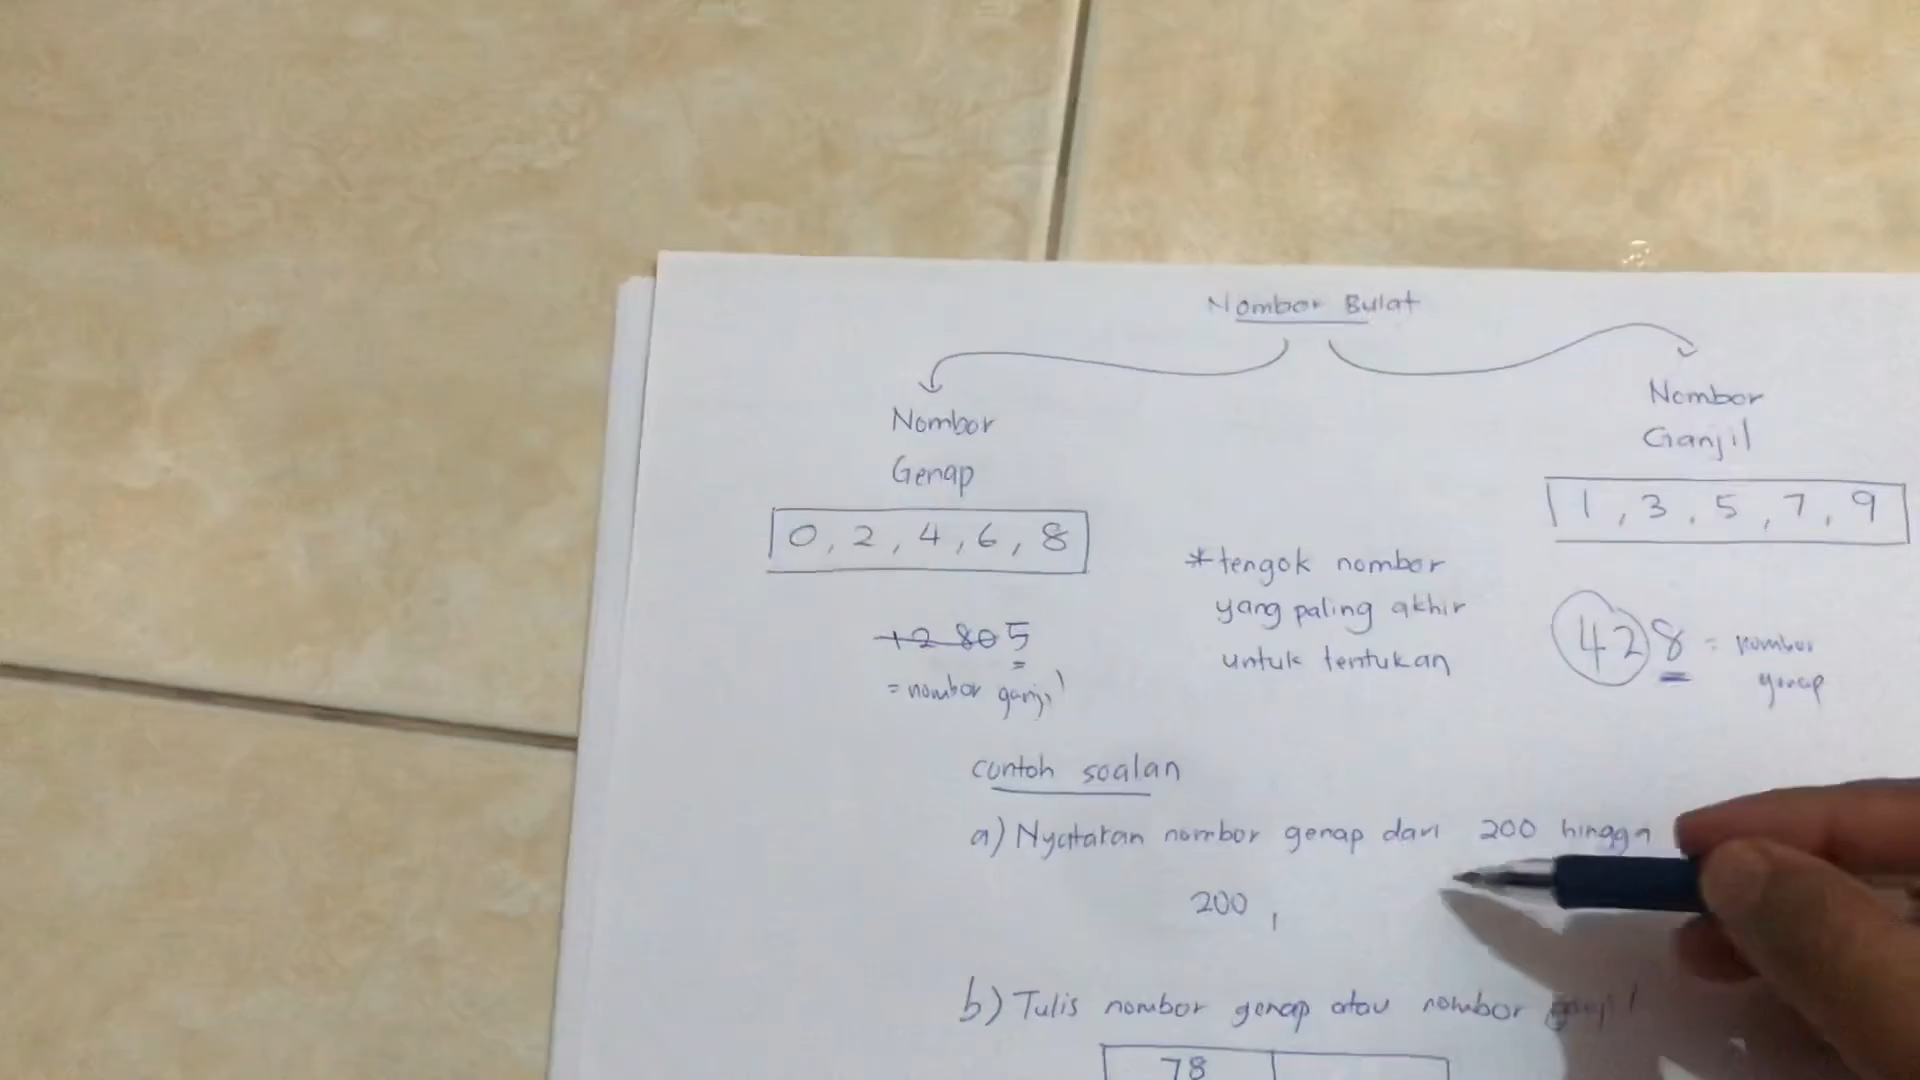 Nombor Bulat
Nombor
Genap
0, 2, 4, 6, 8
12 805
= nombor ganjil
*tengok nombor
yang paling akhir
untuk tentukan
Nombor
Ganjil
1, 3, 5, 7, 9
428 = nombor
genap
contoh soalan
a) Nyatakan nombor genap dari 200 hingga
200,
b) Tulis nombor genap atau nombor ganjil
78